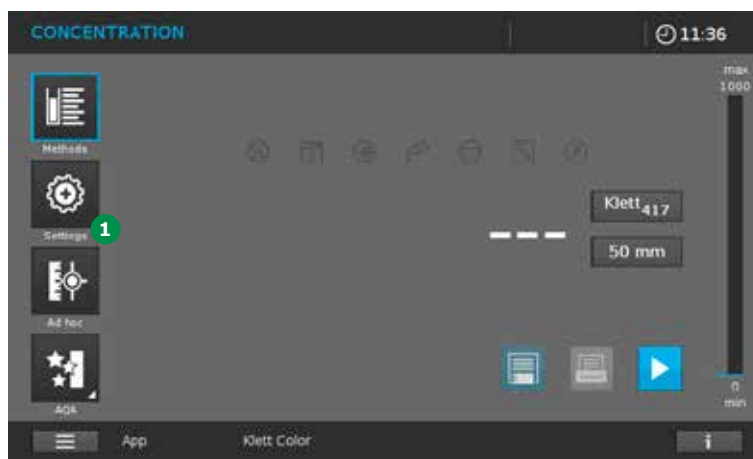 CONCENTRATION
11:36
max
1000
Methods
Settings
1
Klett417
50 mm
Ad hoc
AQA
0
min
App
Klett Color
i